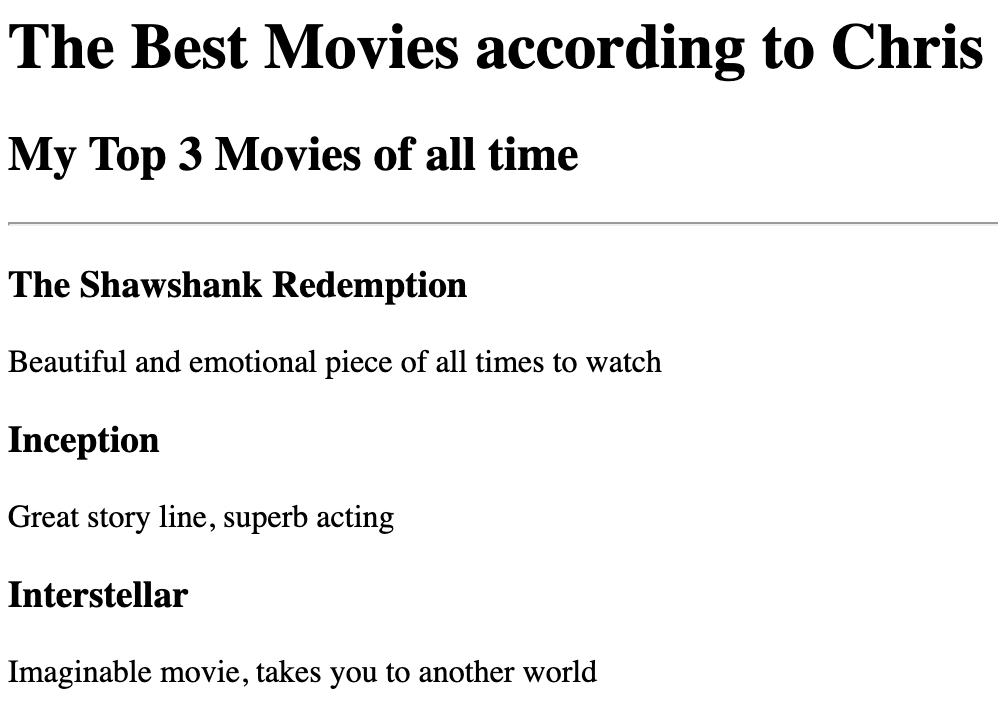 The Best Movies according to Chris
My Top 3 Movies of all time
The Shawshank Redemption
Beautiful and emotional piece of all times to watch
Inception
Great story line, superb acting
Interstellar
Imaginable movie, takes you to another world